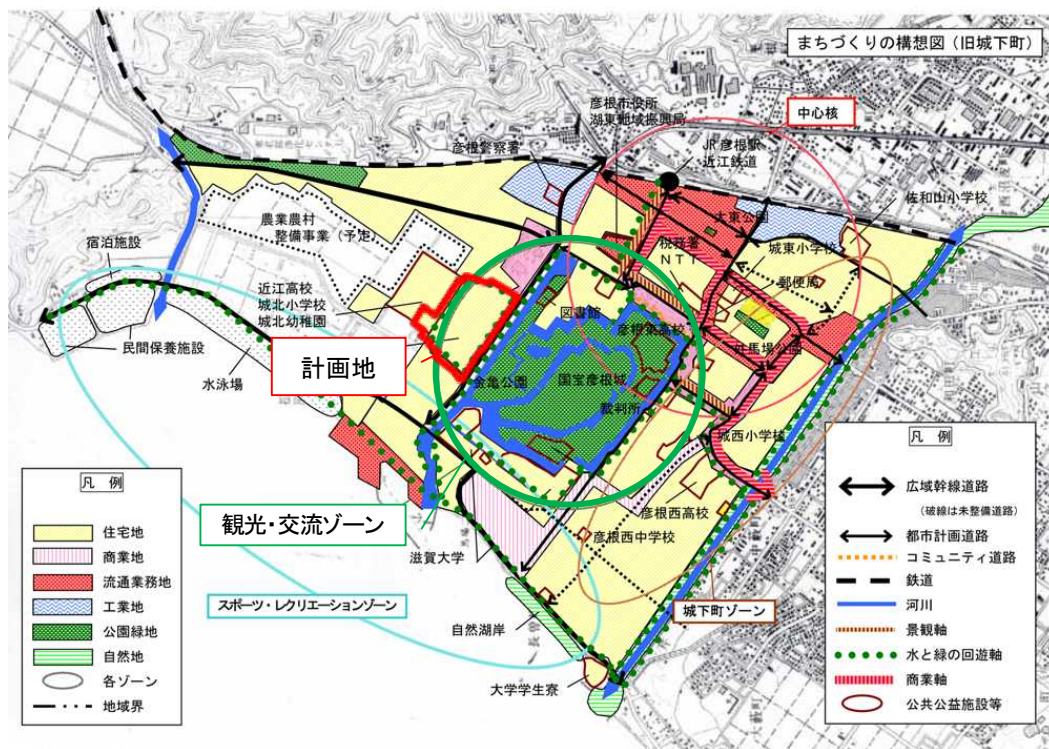 まちづくりの構想図（旧城下町）
彦根市役所
湖東地域振興局
中心核
彦根警察署
JR彦根駅
近江鉄道
佐和山小学校
大東公園
農業農村
整備事業（予定）
税務署
NTT
城東小学校
宿泊施設
郵便局
近江高校
城北小学校
城北幼稚園
図書館
彦根東高校
民間保養施設
計画地
水泳場
金亀公園
国宝彦根城
裁判所
城西小学校
観光・交流ゾーン
彦根西高校
彦根西中学校
滋賀大学
スポーツ・レクリエーションゾーン
城下町ゾーン
自然湖岸
大学学生寮
凡 例
住宅地
商業地
流通業務地
工業地
公園緑地
自然地
各ゾーン
地域界
凡 例
広域幹線道路
（破線は未整備道路）
都市計画道路
コミュニティ道路
鉄道
河川
景観軸
水と緑の回遊軸
商業軸
公共公益施設等